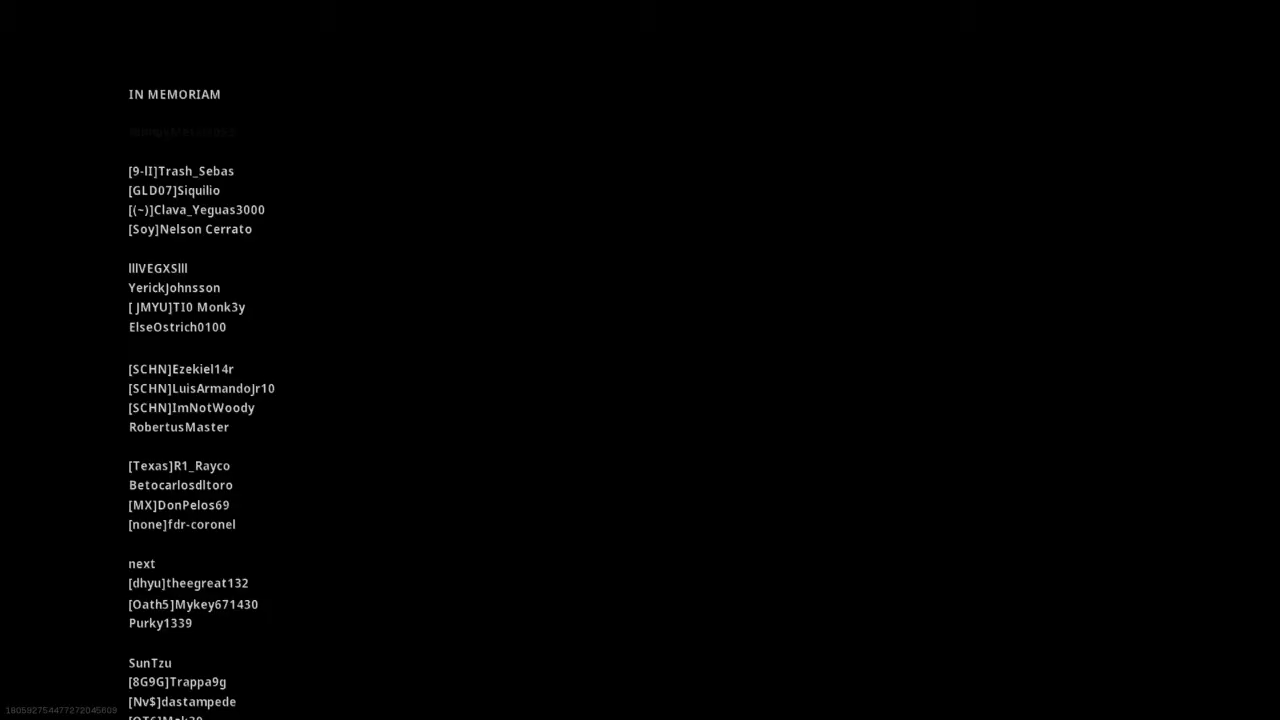 IN MEMORIAM
[9-lI]Trash_Sebas
[GLD07]Siquilio
[(~)]Clava_Yeguas3000
[Soy]Nelson Cerrato
lllVEGXSlll
YerickJohnsson
[ JMYU]TI0 Monk3y
ElseOstrich0100
[SCHN]Ezekiel14r
[SCHN]LuisArmandoJr10
[SCHN]ImNotWoody
RobertusMaster
[Texas]R1_Rayco
Betocarlosdltoro
[MX]DonPelos69
[none]fdr-coronel
next
[dhyu]theegreat132
[Oath5]Mykey671430
Purky1339
SunTzu
[8G9G]Trappa9g
[Nv$]dastampede
180592754477272045609